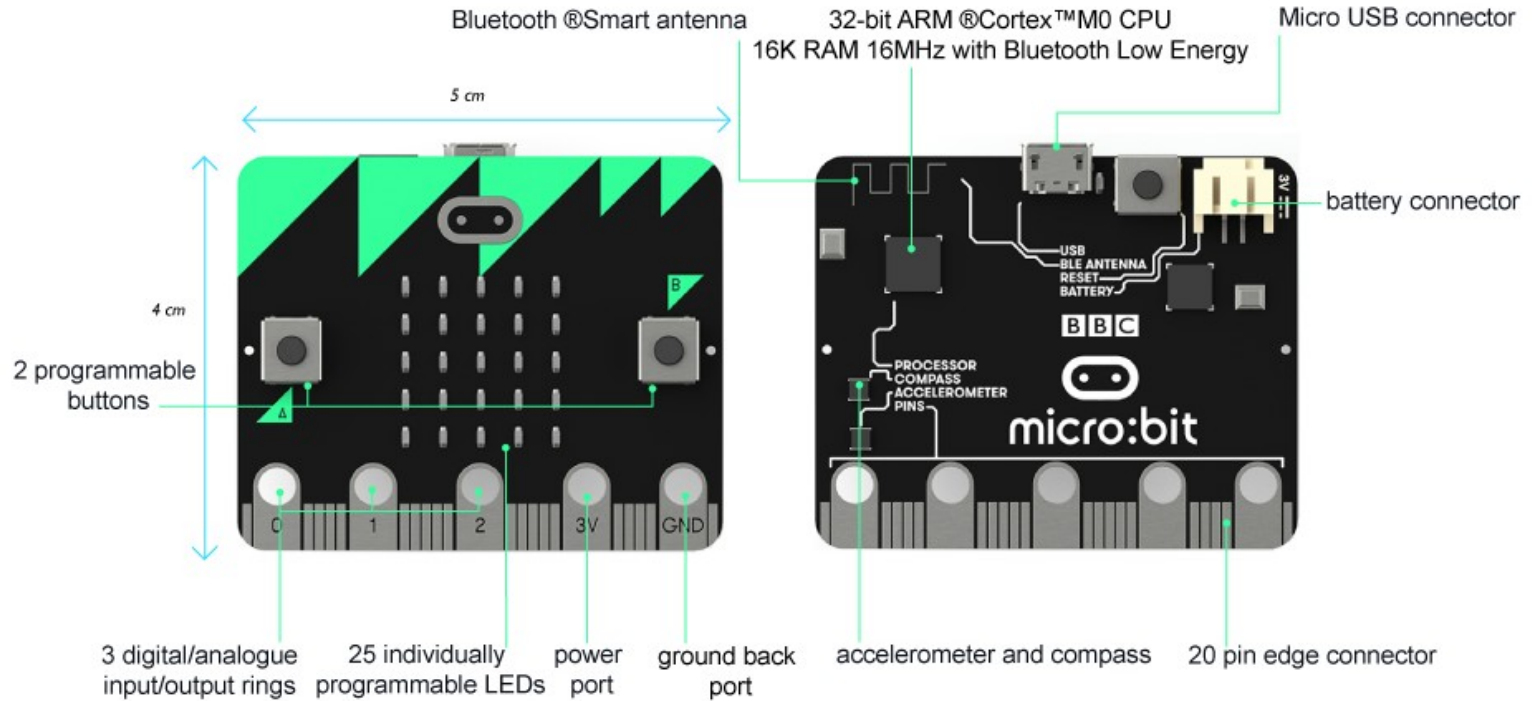 Bluetooth ®Smart antenna
32-bit ARM ®Cortex™M0 CPU
16K RAM 16MHz with Bluetooth Low Energy
Micro USB connector
5 cm
4 cm
battery connector
3V
B
2 programmable
buttons
A
0
1
2
3V
GND
USB
BLE ANTENNA
RESET
BATTERY
BBC
PROCESSOR
COMPASS
ACCELEROMETER
PINS
micro:bit
3 digital/analogue
input/output rings
25 individually
programmable LEDs
power
port
ground back
port
accelerometer and compass
20 pin edge connector